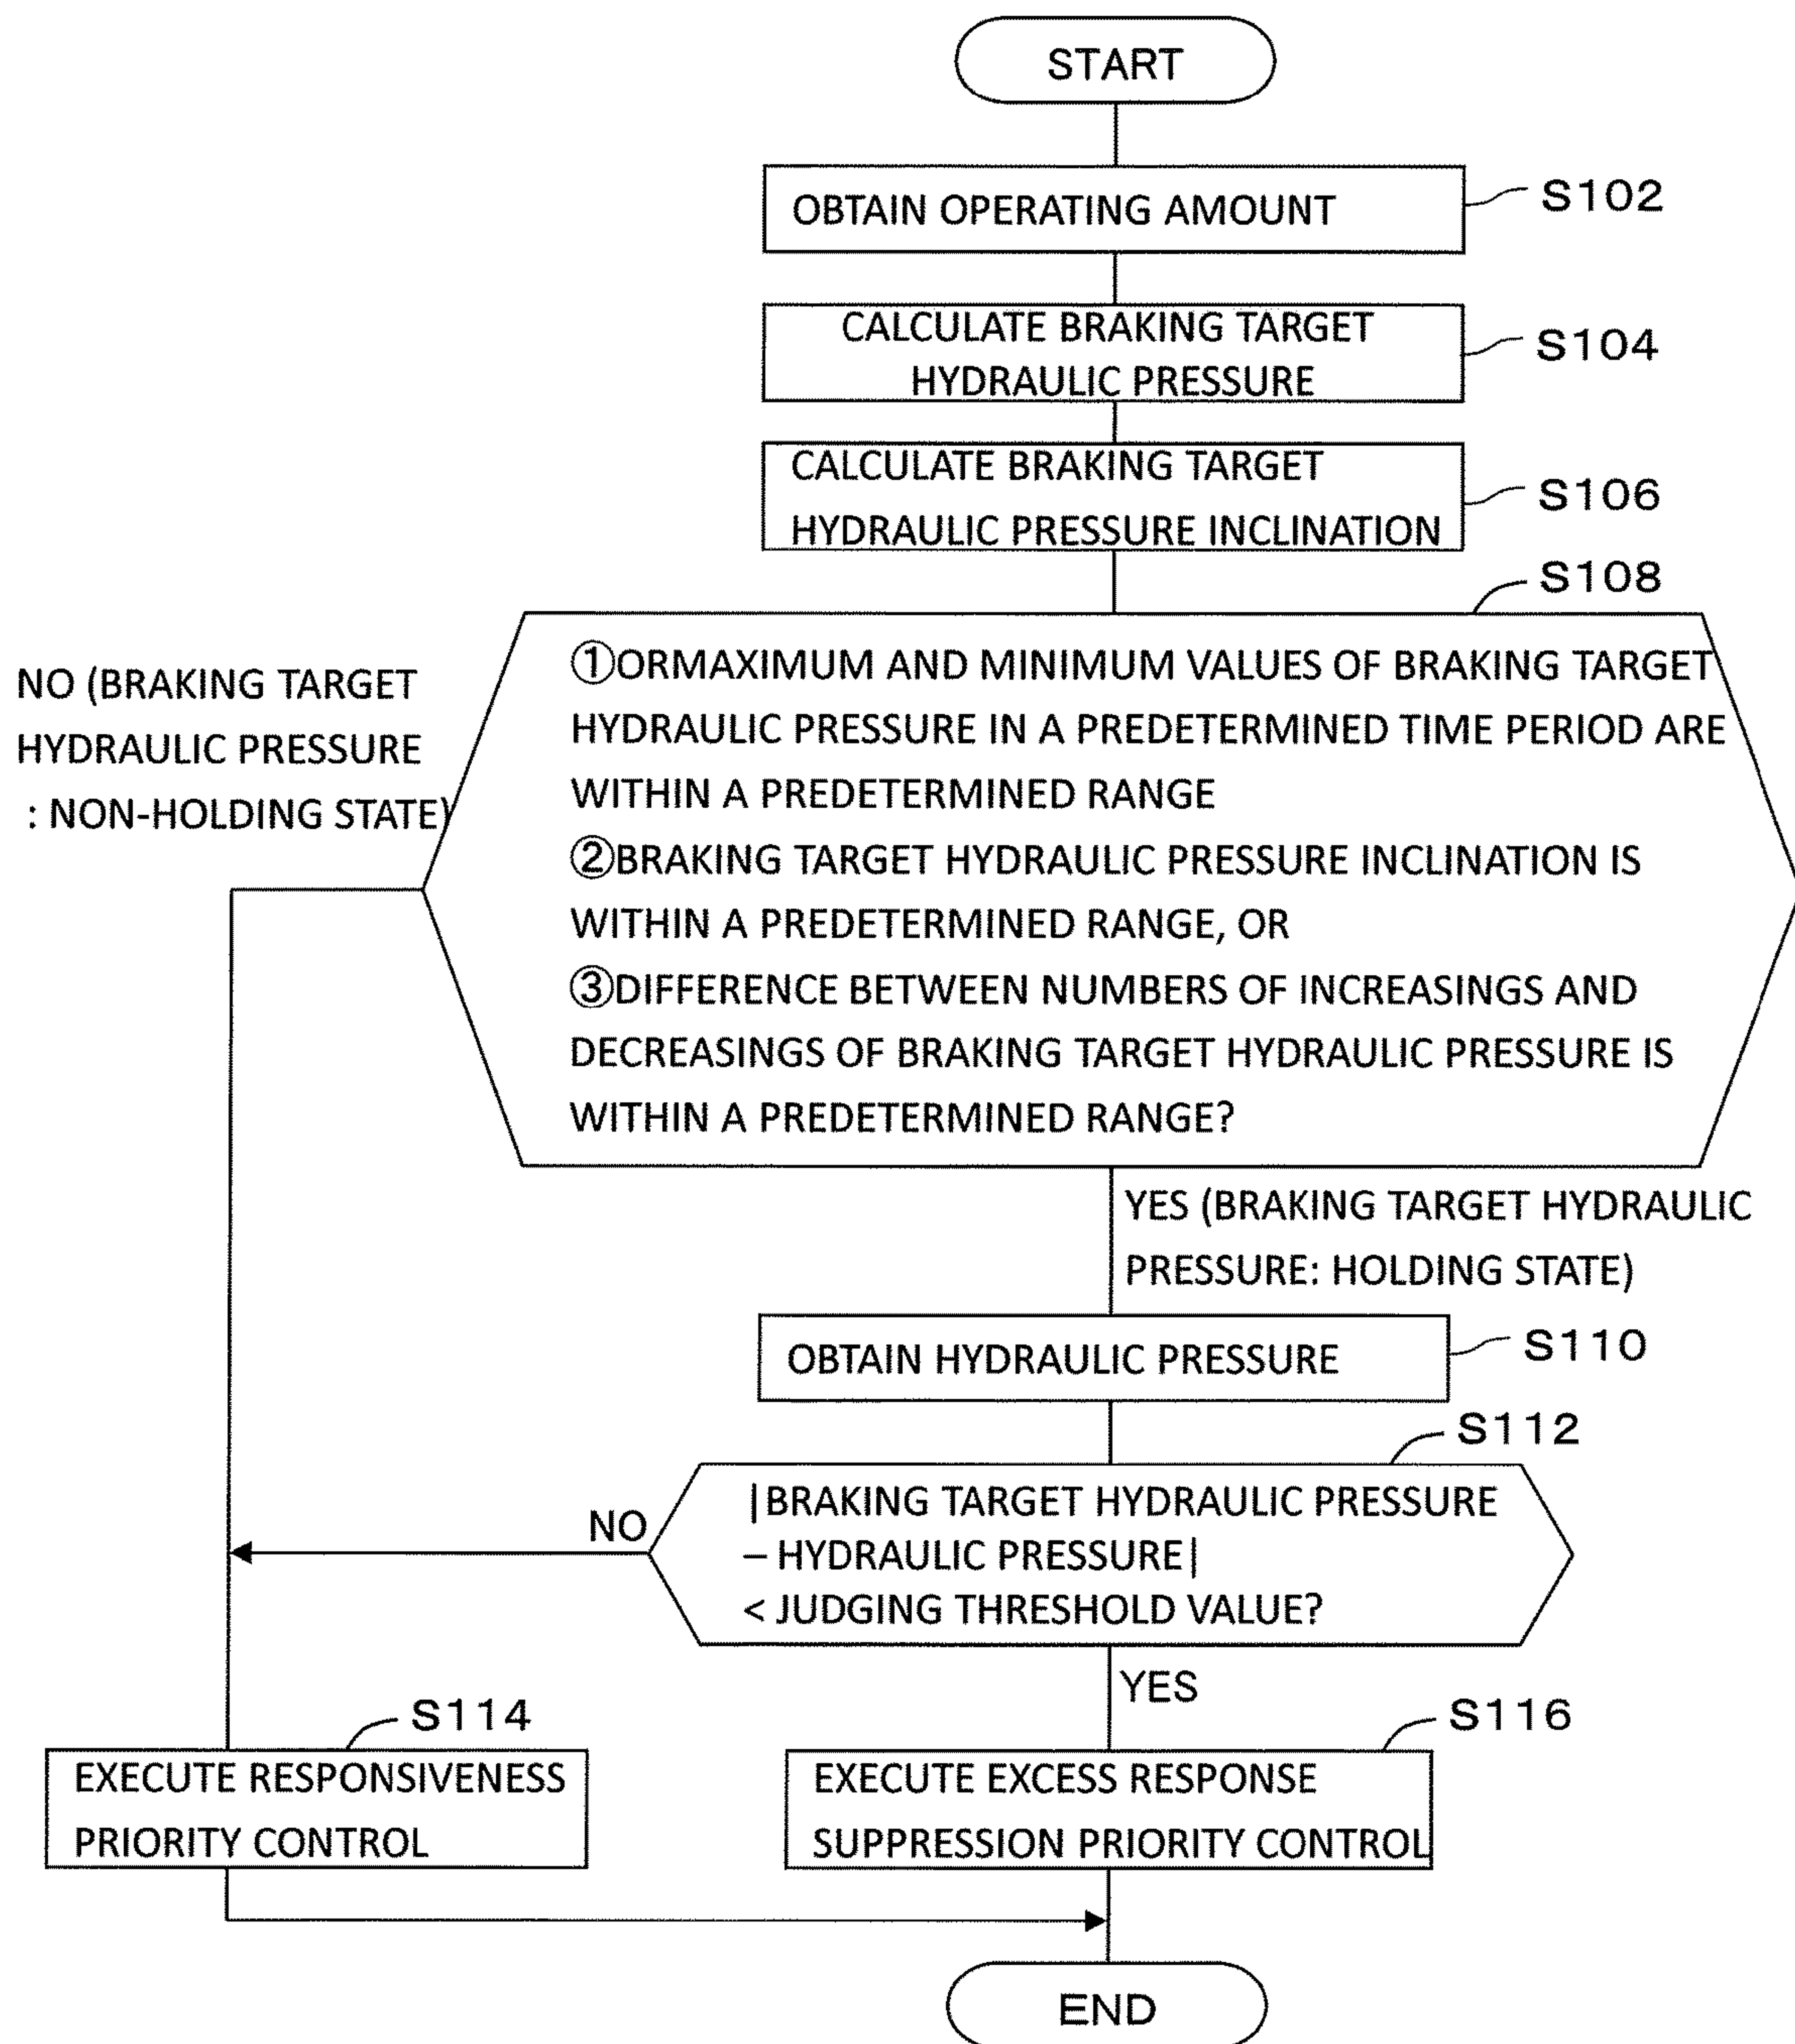 START
OBTAIN OPERATING AMOUNT
S102
CALCULATE BRAKING TARGET
HYDRAULIC PRESSURE
S104
CALCULATE BRAKING TARGET
HYDRAULIC PRESSURE INCLINATION
S106
S108
①ORMAXIMUM AND MINIMUM VALUES OF BRAKING TARGET
HYDRAULIC PRESSURE IN A PREDETERMINED TIME PERIOD ARE
WITHIN A PREDETERMINED RANGE
②BRAKING TARGET HYDRAULIC PRESSURE INCLINATION IS
WITHIN A PREDETERMINED RANGE, OR
③DIFFERENCE BETWEEN NUMBERS OF INCREASINGS AND
DECREASINGS OF BRAKING TARGET HYDRAULIC PRESSURE IS
WITHIN A PREDETERMINED RANGE?
NO (BRAKING TARGET
HYDRAULIC PRESSURE
: NON-HOLDING STATE)
YES (BRAKING TARGET HYDRAULIC
PRESSURE: HOLDING STATE)
OBTAIN HYDRAULIC PRESSURE
S110
S112
|BRAKING TARGET HYDRAULIC PRESSURE
– HYDRAULIC PRESSURE|
< JUDGING THRESHOLD VALUE?
NO
YES
S114
EXECUTE RESPONSIVENESS
PRIORITY CONTROL
S116
EXECUTE EXCESS RESPONSE
SUPPRESSION PRIORITY CONTROL
END